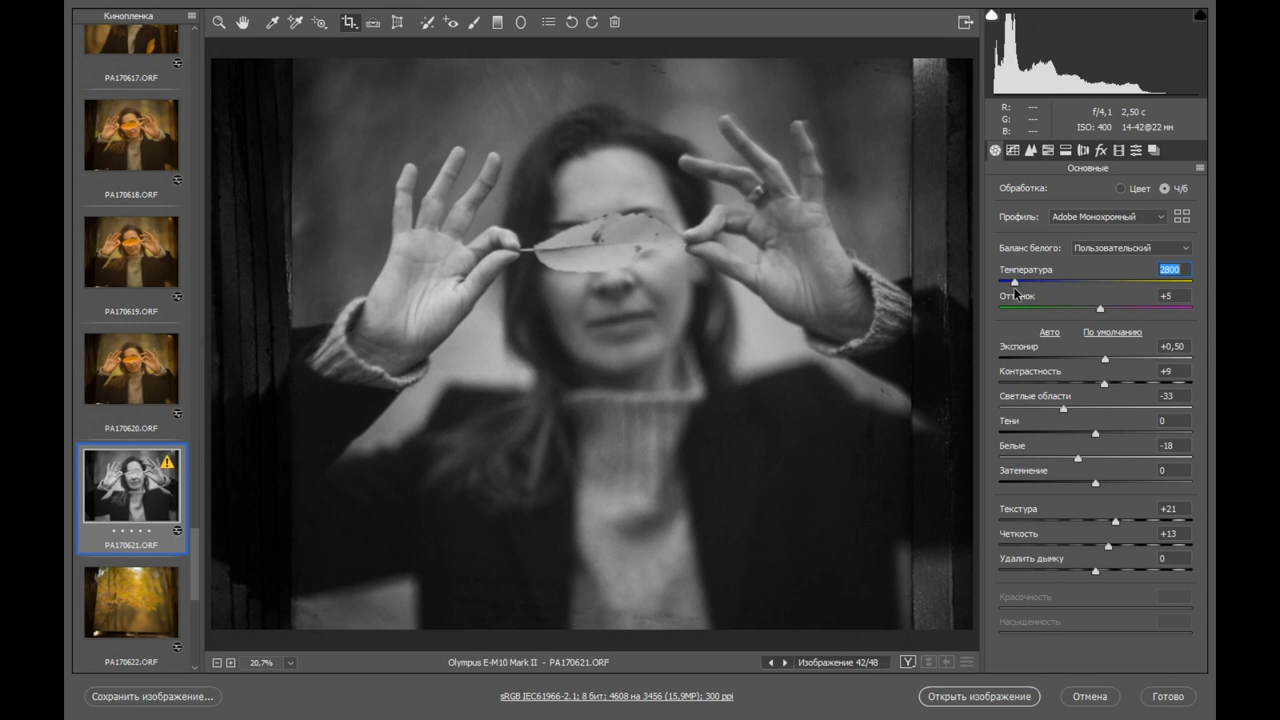 Кинопленка
PA170617.ORF
PA170618.ORF
PA170619.ORF
PA170620.ORF
PA170621.ORF
PA170622.ORF
20,7%
Olympus E-M10 Mark II - PA170621.ORF
Изображение 42/48
Y
R: ---
G: ---
B: ---
f/4,1 2,50 с
ISO: 400 14-42@22 мм
fx
Основные
Обработка: Цвет Ч/б
Профиль: Adobe Монохромный
Баланс белого: Пользовательский
Температура 2800
Оттенок +5
Авто По умолчанию
Экспонир +0,50
Контрастность +9
Светлые области -33
Тени 0
Белые -18
Затемнение 0
Текстура +21
Четкость +13
Удалить дымку 0
Красочность
Насыщенность
Сохранить изображение...
sRGB IEC61966-2.1; 8 бит; 4608 на 3456 (15,9MP); 300 ppi
Открыть изображение
Отмена
Готово